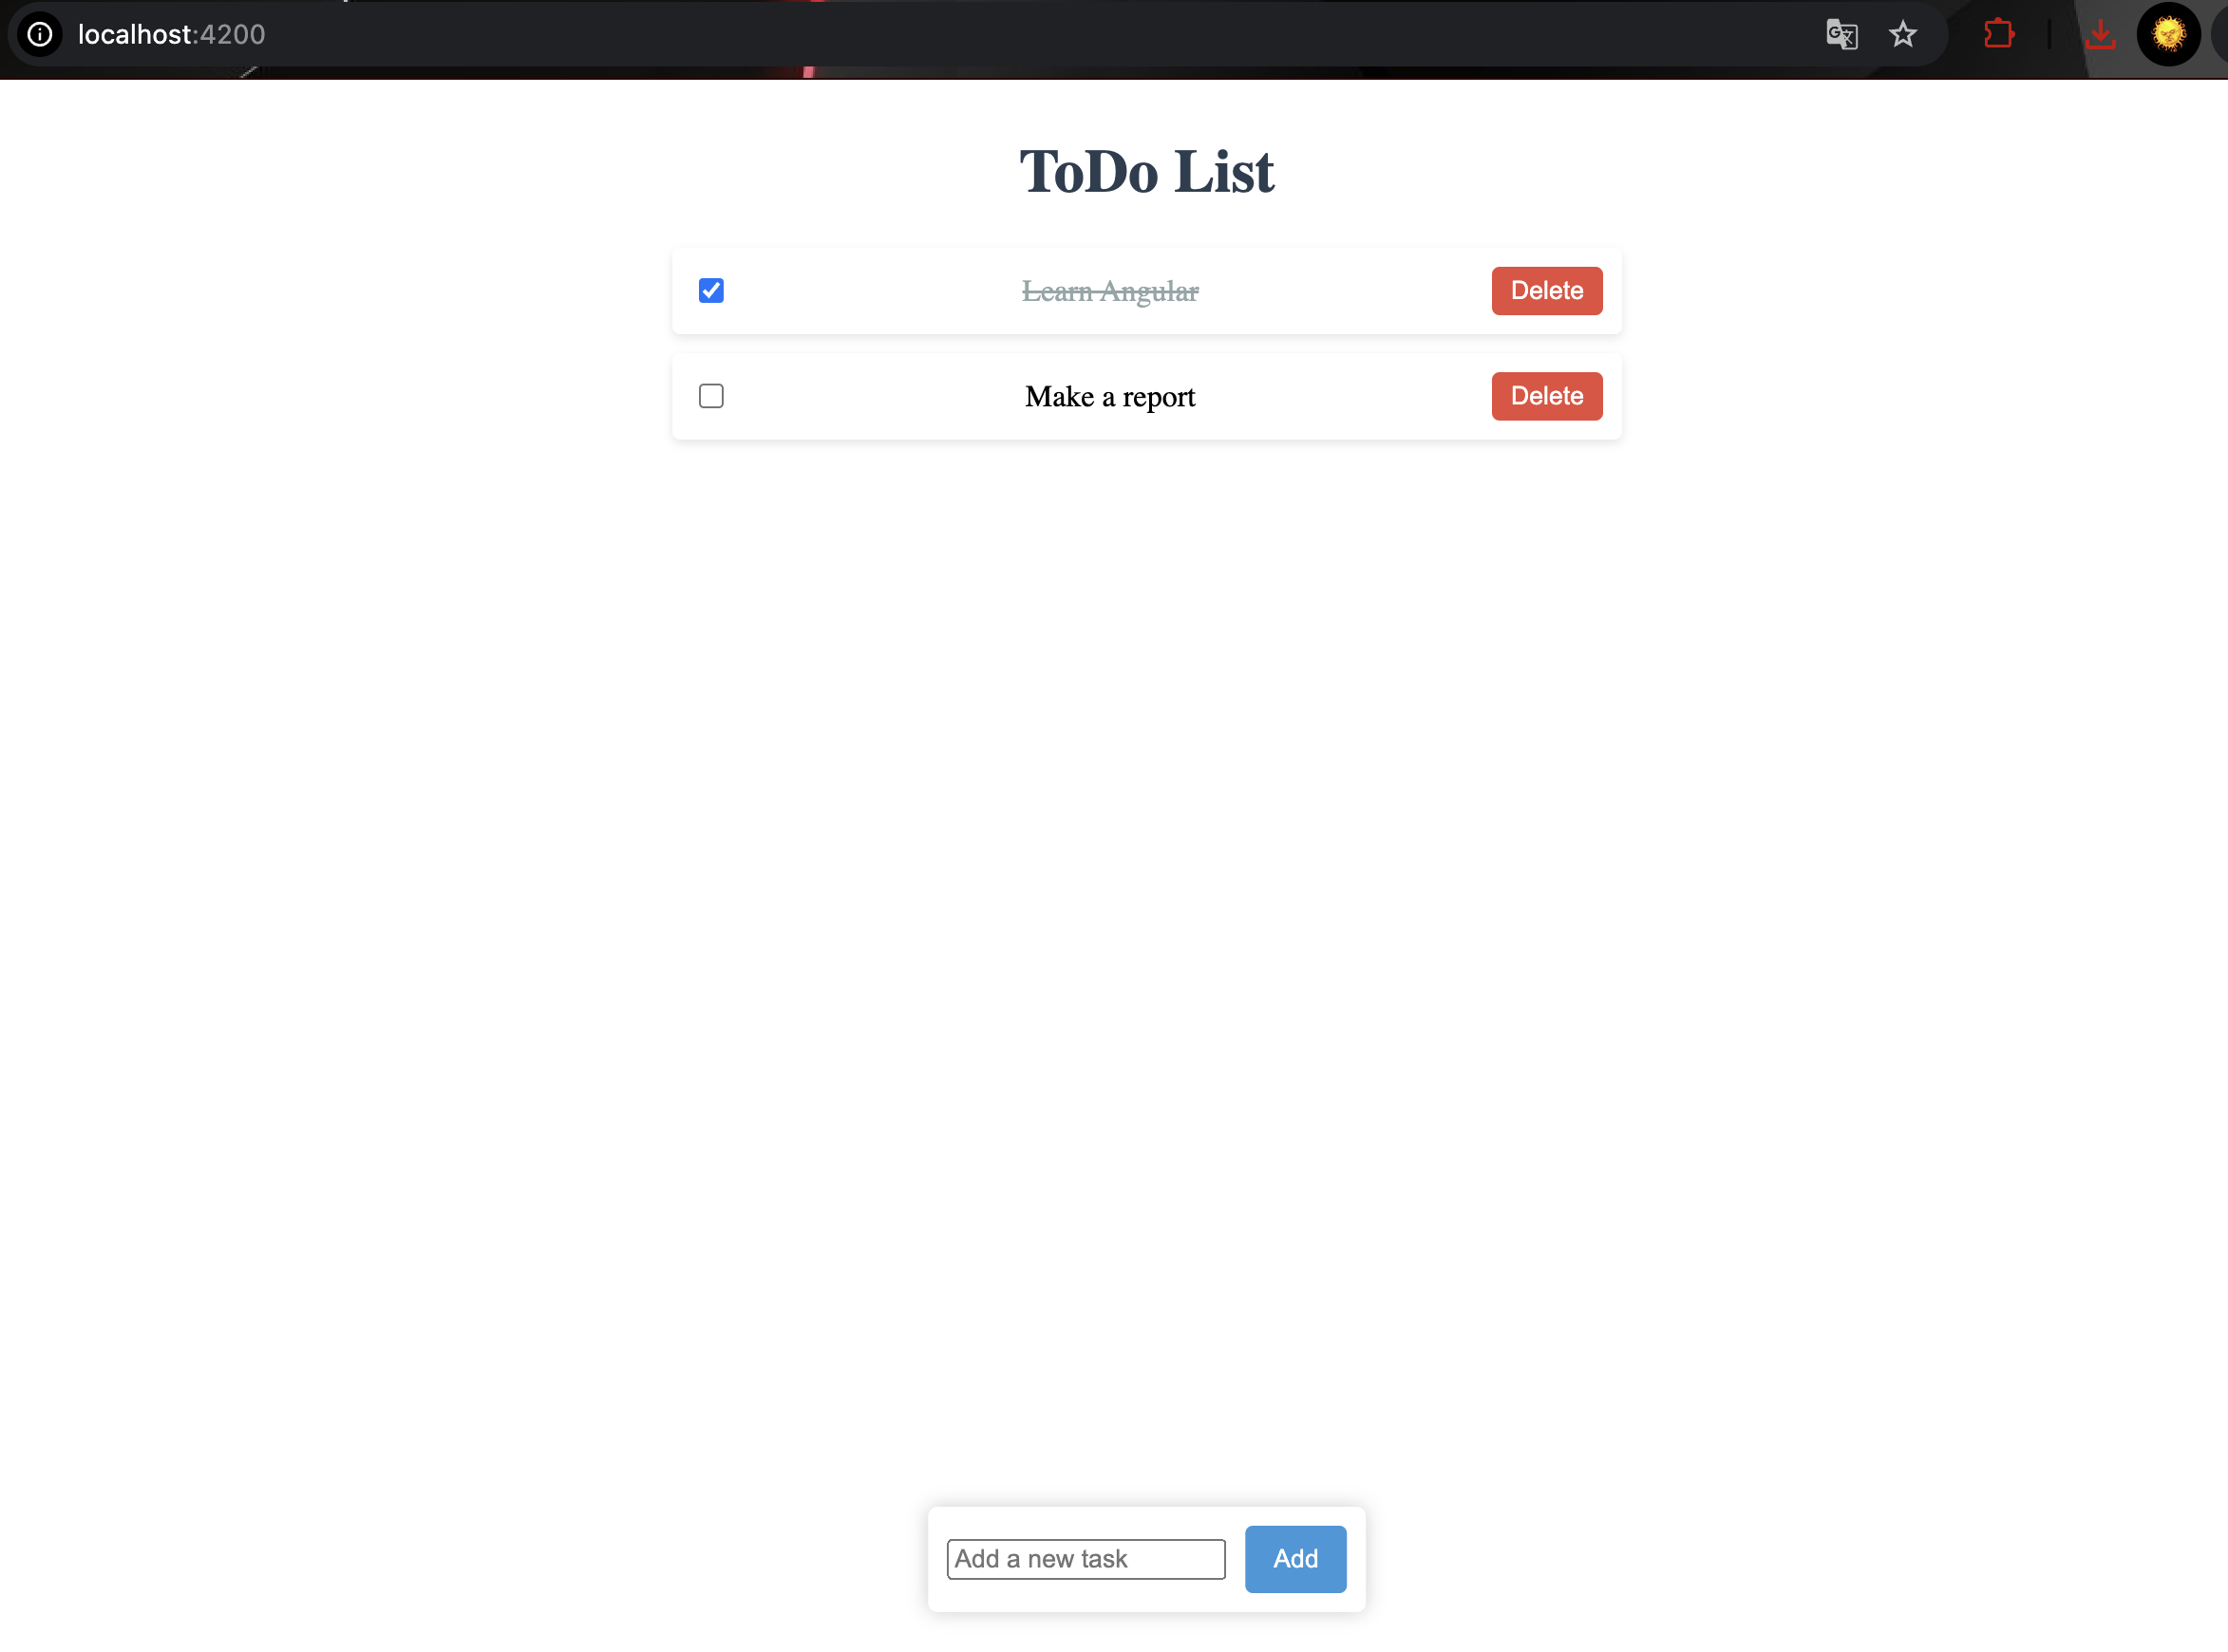 localhost:4200
ToDo List
Learn Angular
Delete
Make a report
Delete
Add a new task
Add